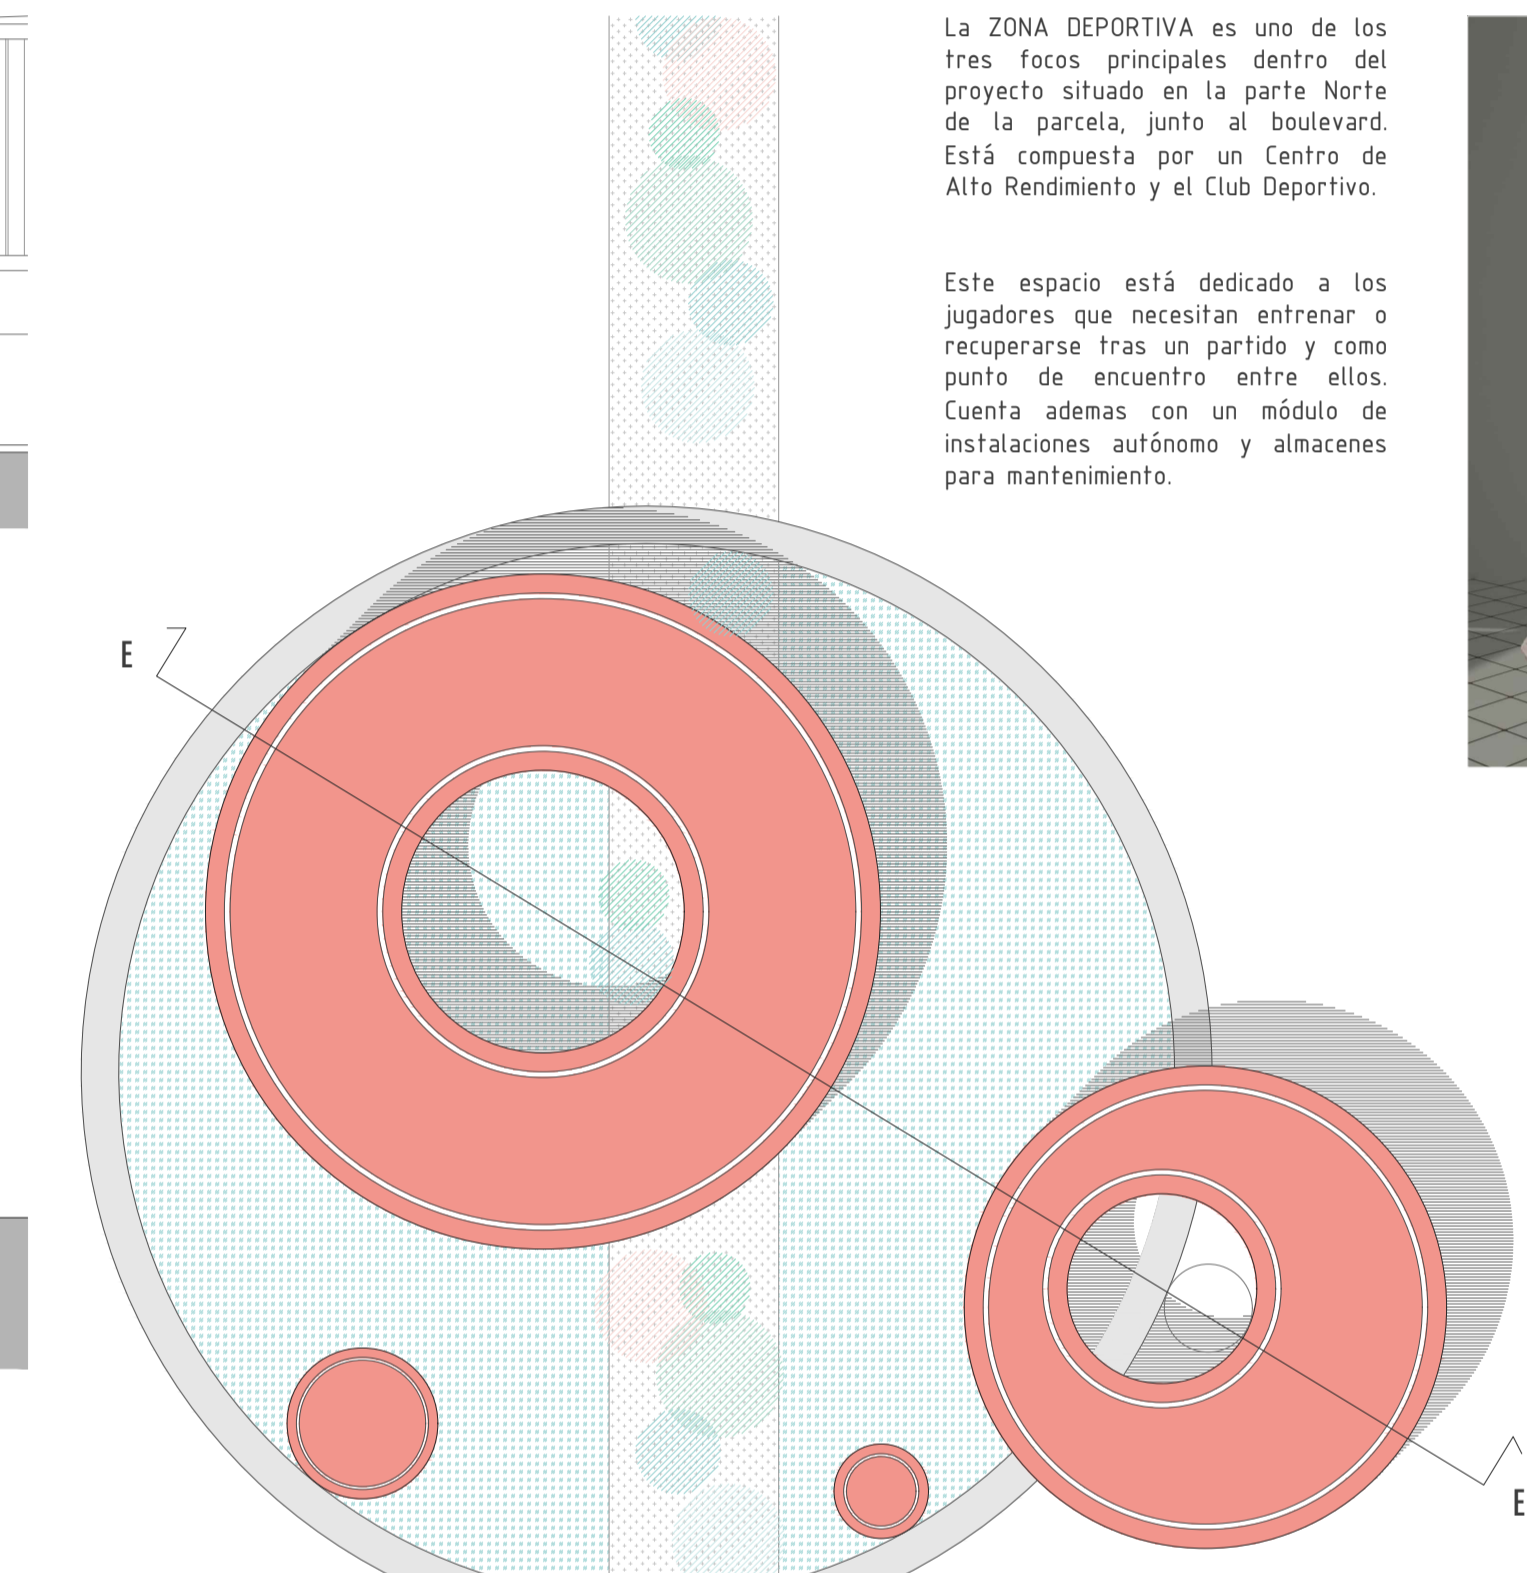 La ZONA DEPORTIVA es uno de los
tres focos principales dentro del
proyecto situado en la parte Norte
de la parcela, junto al boulevard.
Está compuesta por un Centro de
Alto Rendimiento y el Club Deportivo.
Este espacio está dedicado a los
jugadores que necesitan entrenar o
recuperarse tras un partido y como
punto de encuentro entre ellos.
Cuenta ademas con un módulo de
instalaciones autónomo y almacenes
para mantenimiento.
E
E